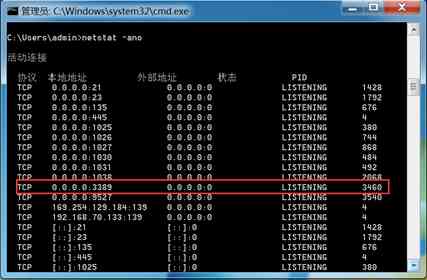 管理员: C:\Windows\system32\cmd.exe
C:\Users\admin>netstat -ano
活动连接
协议 本地地址 外部地址 状态 PID
TCP 0.0.0.0:21 0.0.0.0:0 LISTENING 1428
TCP 0.0.0.0:23 0.0.0.0:0 LISTENING 1792
TCP 0.0.0.0:135 0.0.0.0:0 LISTENING 676
TCP 0.0.0.0:445 0.0.0.0:0 LISTENING 4
TCP 0.0.0.0:1025 0.0.0.0:0 LISTENING 380
TCP 0.0.0.0:1026 0.0.0.0:0 LISTENING 744
TCP 0.0.0.0:1027 0.0.0.0:0 LISTENING 868
TCP 0.0.0.0:1030 0.0.0.0:0 LISTENING 484
TCP 0.0.0.0:1031 0.0.0.0:0 LISTENING 492
TCP 0.0.0.0:1038 0.0.0.0:0 LISTENING 2068
TCP 0.0.0.0:3389 0.0.0.0:0 LISTENING 3460
TCP 0.0.0.0:9527 0.0.0.0:0 LISTENING 3540
TCP 169.254.129.184:139 0.0.0.0:0 LISTENING 4
TCP 192.168.70.133:139 0.0.0.0:0 LISTENING 4
TCP [::]:21 [::]:0 LISTENING 1428
TCP [::]:23 [::]:0 LISTENING 1792
TCP [::]:135 [::]:0 LISTENING 676
TCP [::]:445 [::]:0 LISTENING 4
TCP [::]:1025 [::]:0 LISTENING 380